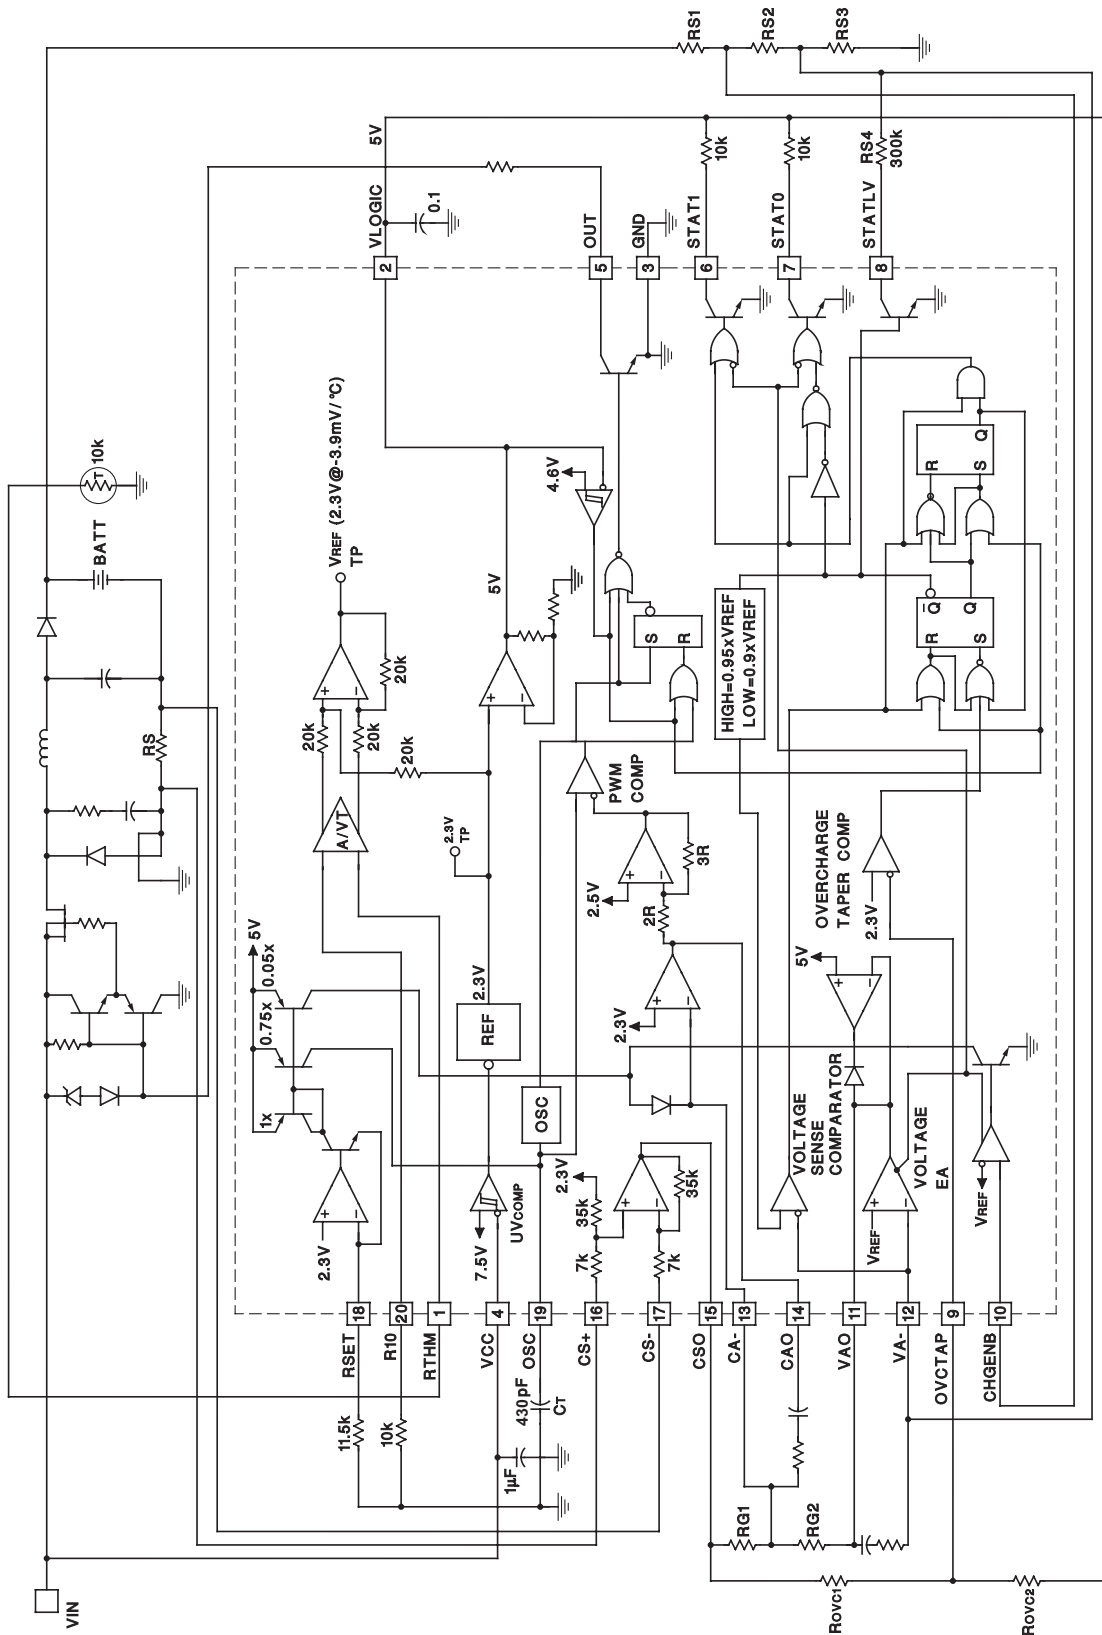 VIN
RS
BATT
10k
T
RS1
RS2
RS3
5V
VLOGIC
2
0.1
OUT
5
GND
3
STAT1
6
10k
STAT0
7
10k
STATLV
8
RS4
300k
VREF (2.3V@-3.9mV/°C)
TP
20k
20k
20k
20k
+
–
A/VT
5V
+
–
4.6V
S
R
2.3V
TP
2.3V
REF
5V
1x
0.75x
0.05x
2.3V
+
–
7.5V
UVCOMP
OSC
PWM
COMP
2.5V
+
–
2R
3R
2.3V
+
–
2.3V
35k
7k
+
–
35k
7k
HIGH=0.95xVREF
LOW=0.9xVREF
R
S
Q
R
Q
Q
S
OVERCHARGE
TAPER COMP
2.3V
5V
+
–
VOLTAGE
SENSE
COMPARATOR
VREF
+
–
VOLTAGE
EA
VREF
18
RSET
20
R10
1
RTHM
4
VCC
19
OSC
16
CS+
17
CS-
15
CSO
13
CA-
14
CAO
11
VAO
12
VA-
9
OVCTAP
10
CHGENB
11.5k
10k
1µF
430pF
CT
RG1
RG2
ROVC1
ROVC2